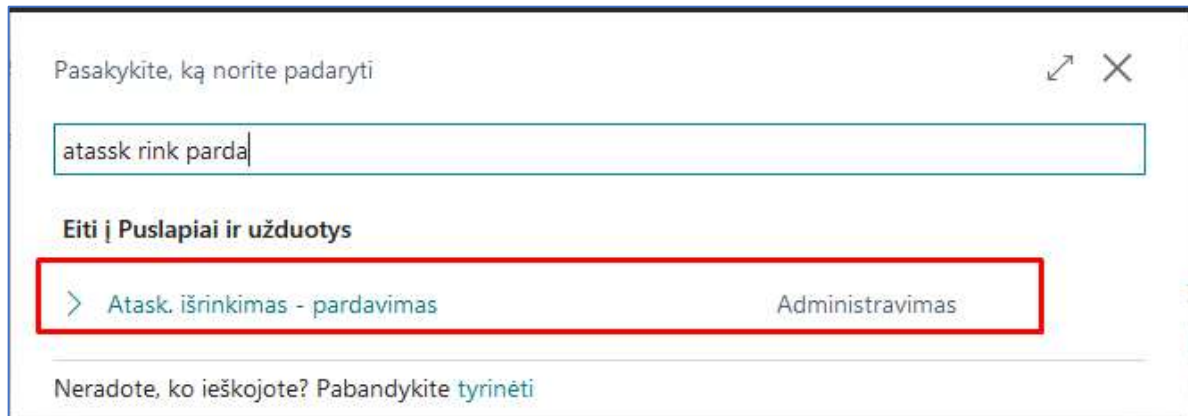 Pasakykite, ką norite padaryti
atassk rink parda
Eiti į Puslapiai ir užduotys
Atask. išrinkimas - pardavimas Administravimas
Neradote, ko ieškojote? Pabandykite tyrinėti